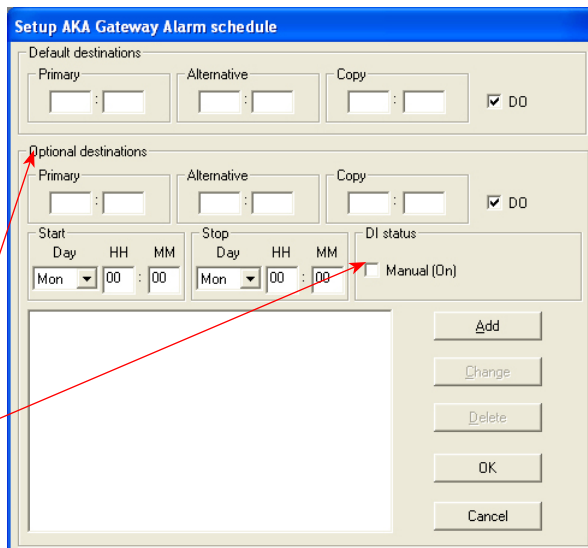 Setup AKA Gateway Alarm schedule
Default destinations
Primary Alternative Copy
: : : DO
Optional destinations
Primary Alternative Copy
: : : DO
Start Stop DI status
Day HH MM Day HH MM
Mon 00 : 00 Mon 00 : 00 Manual (On)
Add
Change
Delete
OK
Cancel